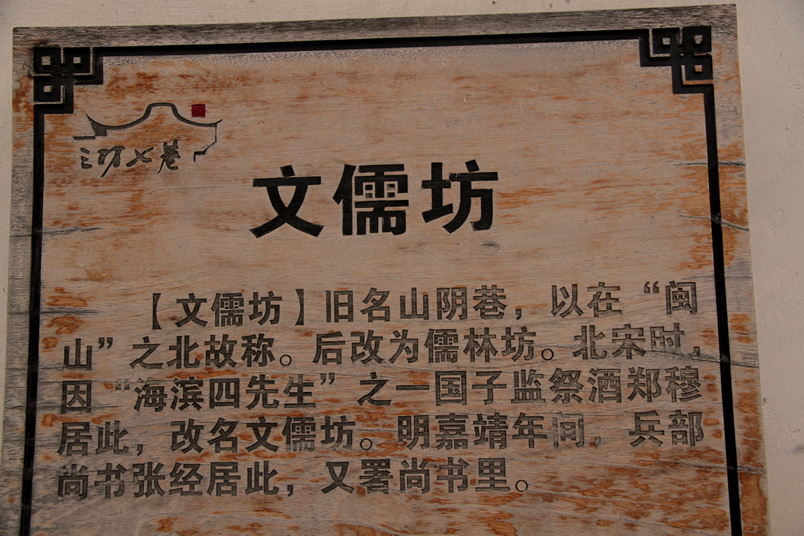 三坊七巷
文儒坊
【文儒坊】旧名山阴巷，以在“闽
山”之北故称。后改为儒林坊。北宋时，
因“海滨四先生”之一国子监祭酒郑穆
居此，改名文儒坊。明嘉靖年间，兵部
尚书张经居此，又署尚书里。